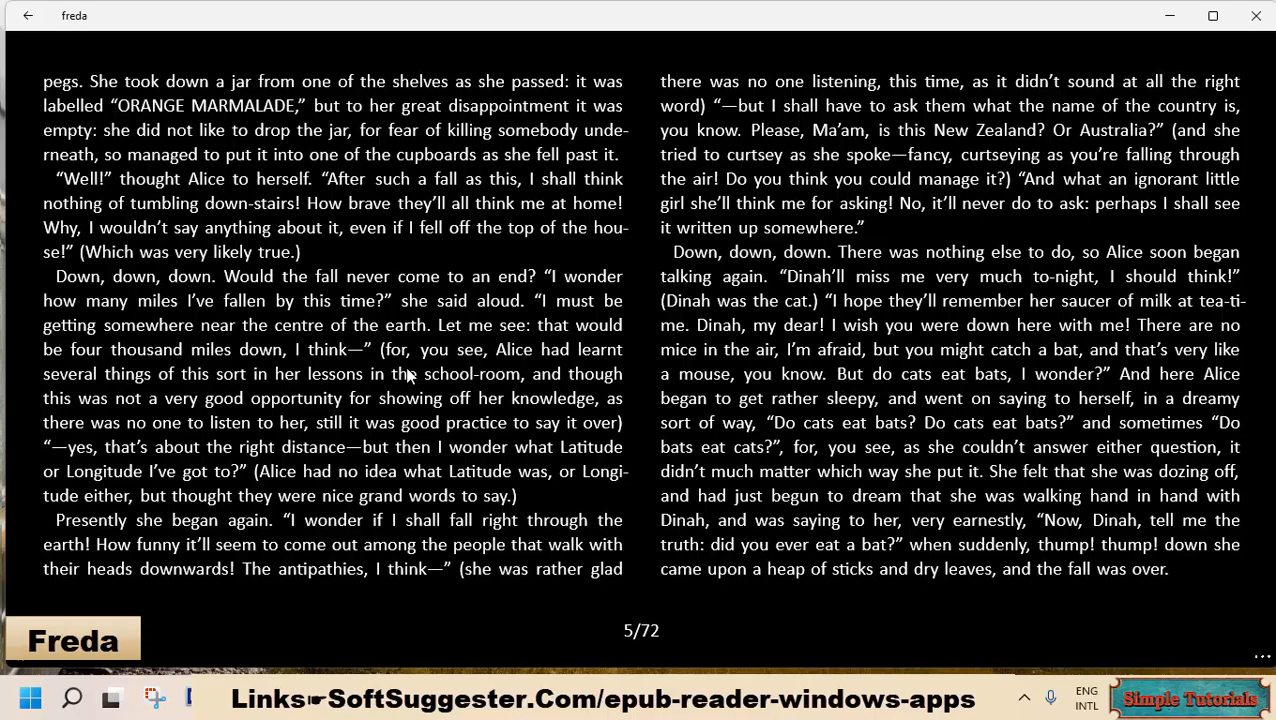 freda
pegs. She took down a jar from one of the shelves as she passed: it was
labelled “ORANGE MARMALADE,” but to her great disappointment it was
empty: she did not like to drop the jar, for fear of killing somebody unde-
rneath, so managed to put it into one of the cupboards as she fell past it.
“Well!” thought Alice to herself. “After such a fall as this, I shall think
nothing of tumbling down-stairs! How brave they’ll all think me at home!
Why, I wouldn’t say anything about it, even if I fell off the top of the hou-
se!” (Which was very likely true.)
Down, down, down. Would the fall never come to an end? “I wonder
how many miles I’ve fallen by this time?” she said aloud. “I must be
getting somewhere near the centre of the earth. Let me see: that would
be four thousand miles down, I think—” (for, you see, Alice had learnt
several things of this sort in her lessons in the school-room, and though
this was not a very good opportunity for showing off her knowledge, as
there was no one to listen to her, still it was good practice to say it over)
“—yes, that’s about the right distance—but then I wonder what Latitude
or Longitude I’ve got to?” (Alice had no idea what Latitude was, or Longi-
tude either, but thought they were nice grand words to say.)
Presently she began again. “I wonder if I shall fall right through the
earth! How funny it’ll seem to come out among the people that walk with
their heads downwards! The antipathies, I think—” (she was rather glad
there was no one listening, this time, as it didn’t sound at all the right
word) “—but I shall have to ask them what the name of the country is,
you know. Please, Ma’am, is this New Zealand? Or Australia?” (and she
tried to curtsey as she spoke—fancy, curtseying as you’re falling through
the air! Do you think you could manage it?) “And what an ignorant little
girl she’ll think me for asking! No, it’ll never do to ask: perhaps I shall see
it written up somewhere.”
Down, down, down. There was nothing else to do, so Alice soon began
talking again. “Dinah’ll miss me very much to-night, I should think!”
(Dinah was the cat.) “I hope they’ll remember her saucer of milk at tea-ti-
me. Dinah, my dear! I wish you were down here with me! There are no
mice in the air, I’m afraid, but you might catch a bat, and that’s very like
a mouse, you know. But do cats eat bats, I wonder?” And here Alice
began to get rather sleepy, and went on saying to herself, in a dreamy
sort of way, “Do cats eat bats? Do cats eat bats?” and sometimes “Do
bats eat cats?”, for, you see, as she couldn’t answer either question, it
didn’t much matter which way she put it. She felt that she was dozing off,
and had just begun to dream that she was walking hand in hand with
Dinah, and was saying to her, very earnestly, “Now, Dinah, tell me the
truth: did you ever eat a bat?” when suddenly, thump! thump! down she
came upon a heap of sticks and dry leaves, and the fall was over.
5/72
Freda
Links☛SoftSuggester.Com/epub-reader-windows-apps
ENG
INTL
Simple Tutorials